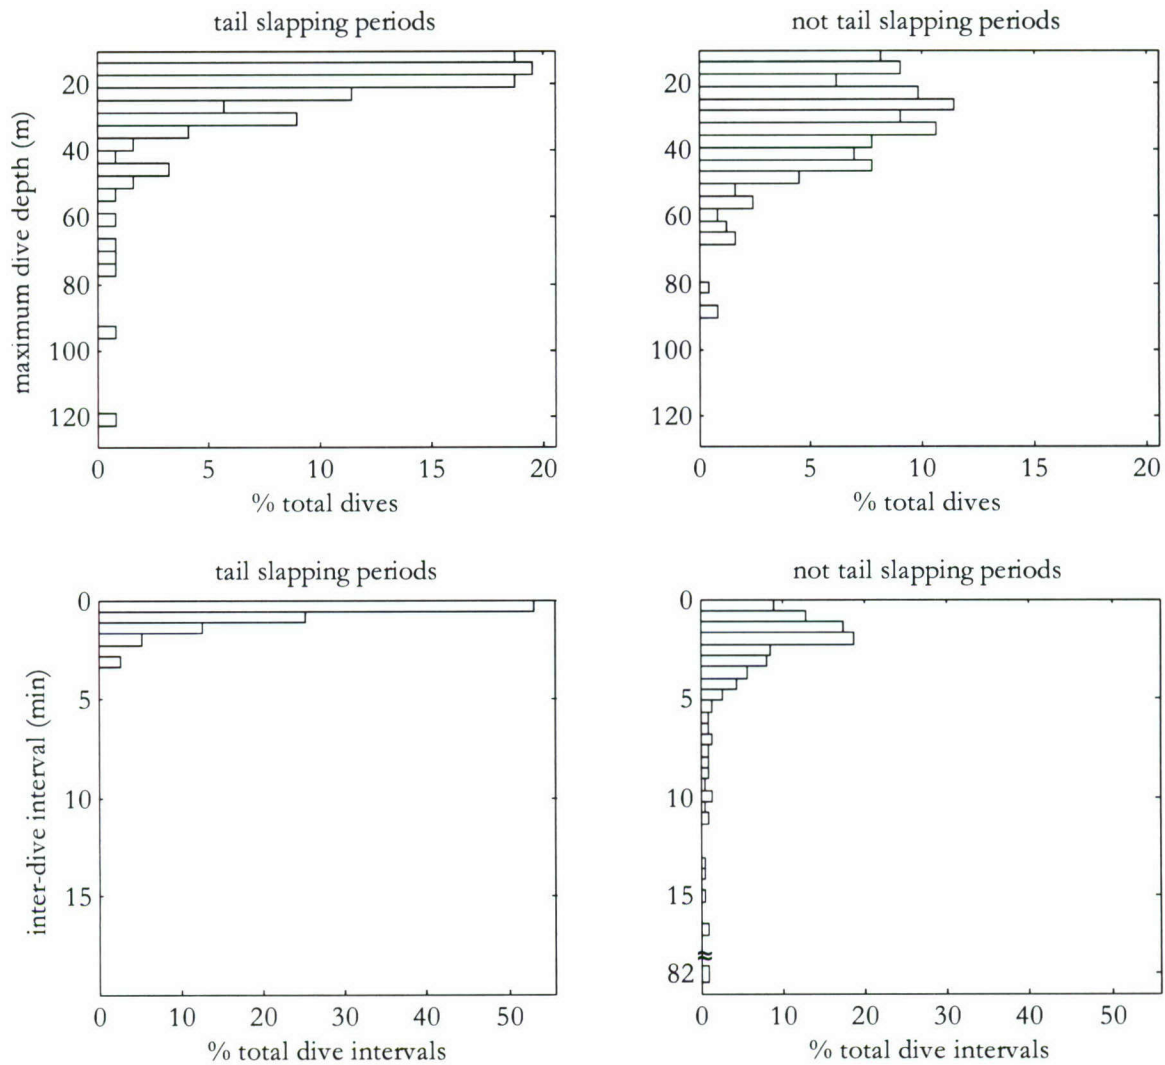 tail slapping periods
not tail slapping periods
maximum dive depth (m)
20
40
60
80
100
120
0 5 10 15 20
% total dives
20
40
60
80
100
120
0 5 10 15 20
% total dives
tail slapping periods
not tail slapping periods
inter-dive interval (min)
0
5
10
15
0 10 20 30 40 50
% total dive intervals
0
5
10
15
82
0 10 20 30 40 50
% total dive intervals